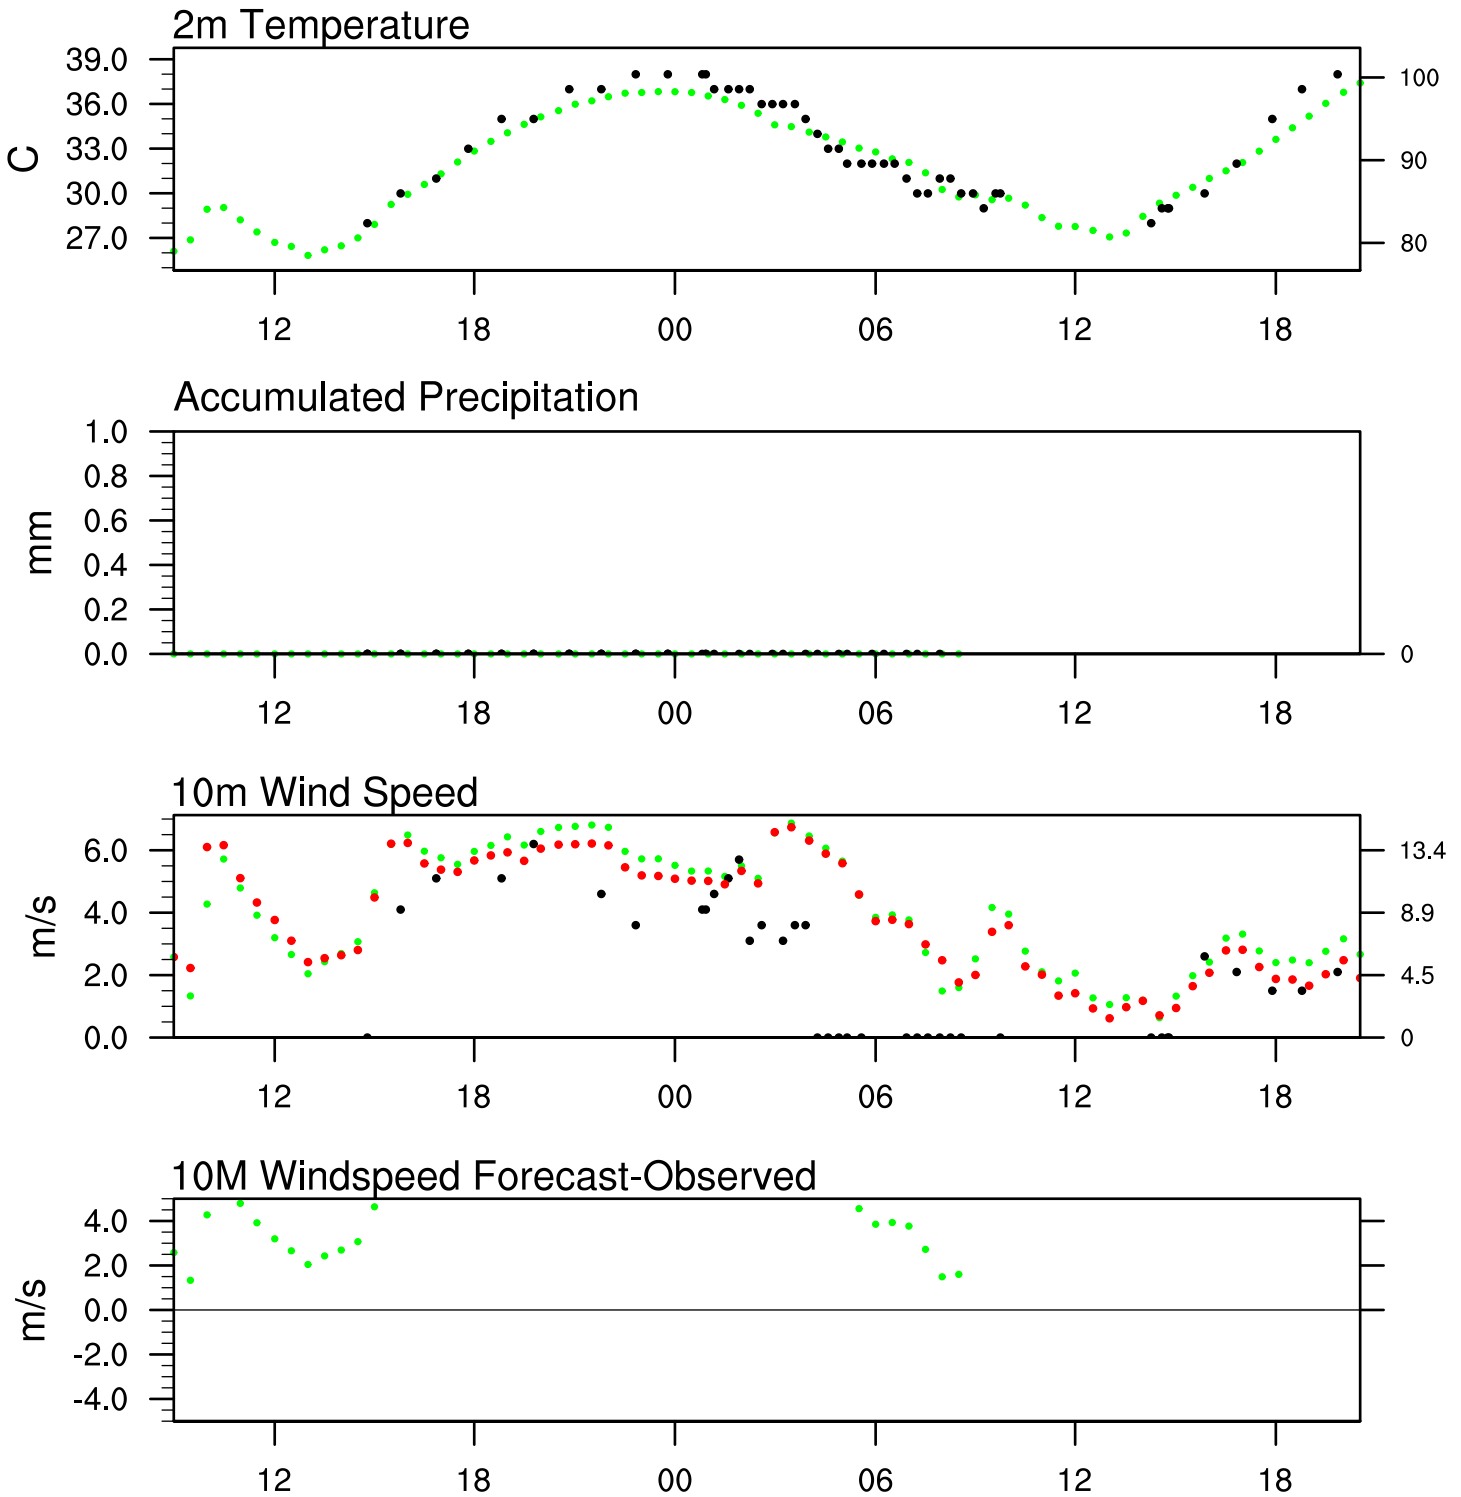 2m Temperature
39.0
36.0
33.0
30.0
27.0
C
100
90
80
12 18 00 06 12 18
Accumulated Precipitation
1.0
0.8
0.6
0.4
0.2
0.0
mm
0
12 18 00 06 12 18
10m Wind Speed
6.0
4.0
2.0
0.0
m/s
13.4
8.9
4.5
0
12 18 00 06 12 18
10M Windspeed Forecast-Observed
4.0
2.0
0.0
-2.0
-4.0
m/s
12 18 00 06 12 18